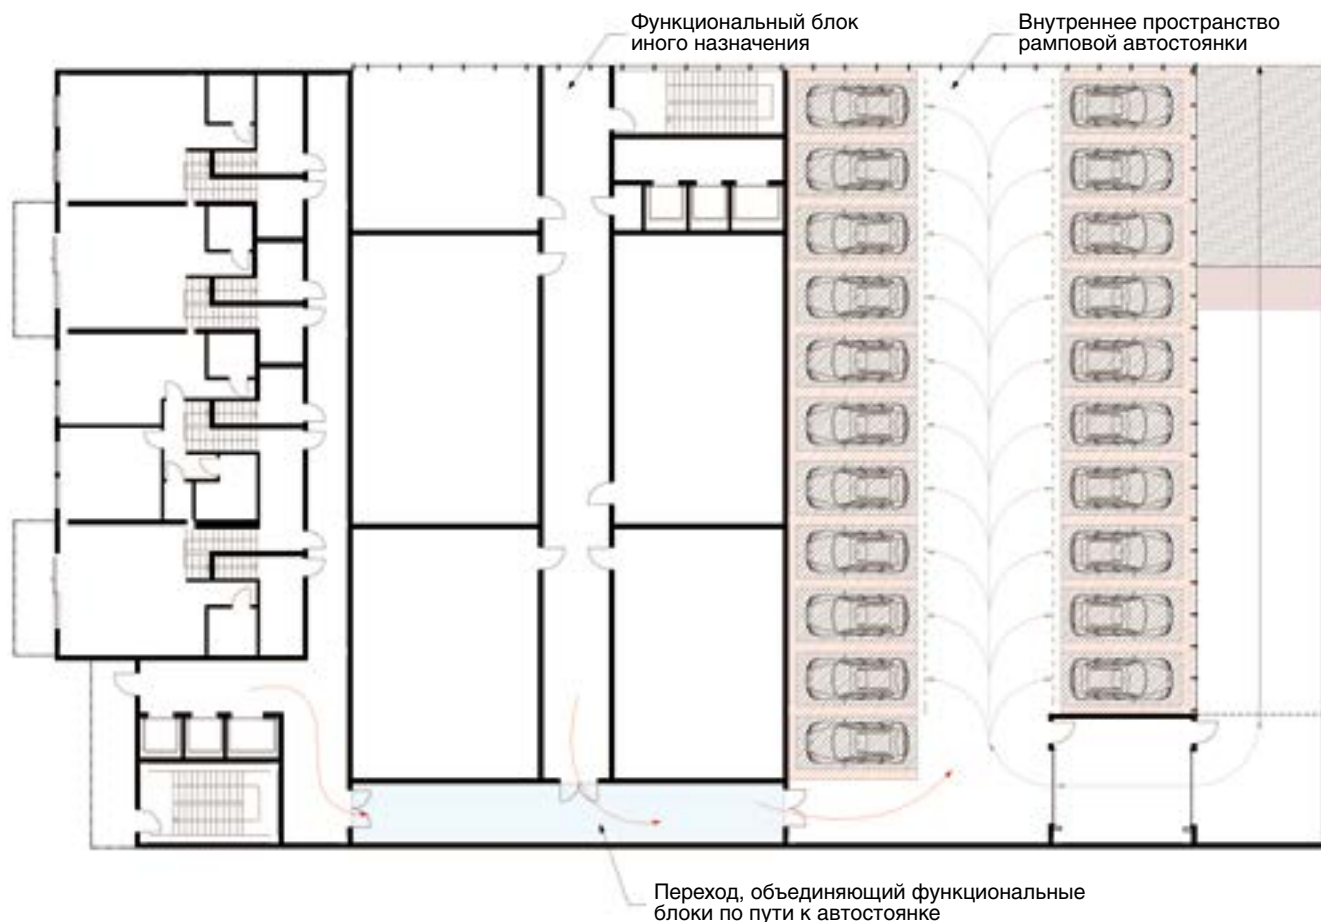 Функциональный блок
иного назначения
Внутреннее пространство
рамповой автостоянки
Переход, объединяющий функциональные
блоки по пути к автостоянке